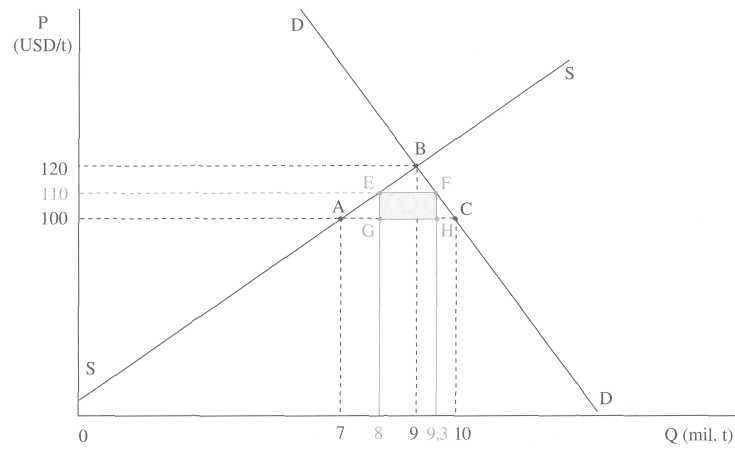 P
(USD/t)
D
S
B
120
E F
110
A C
100
G H
S
D
0 7 8 9 9,3 10 Q (mil. t)